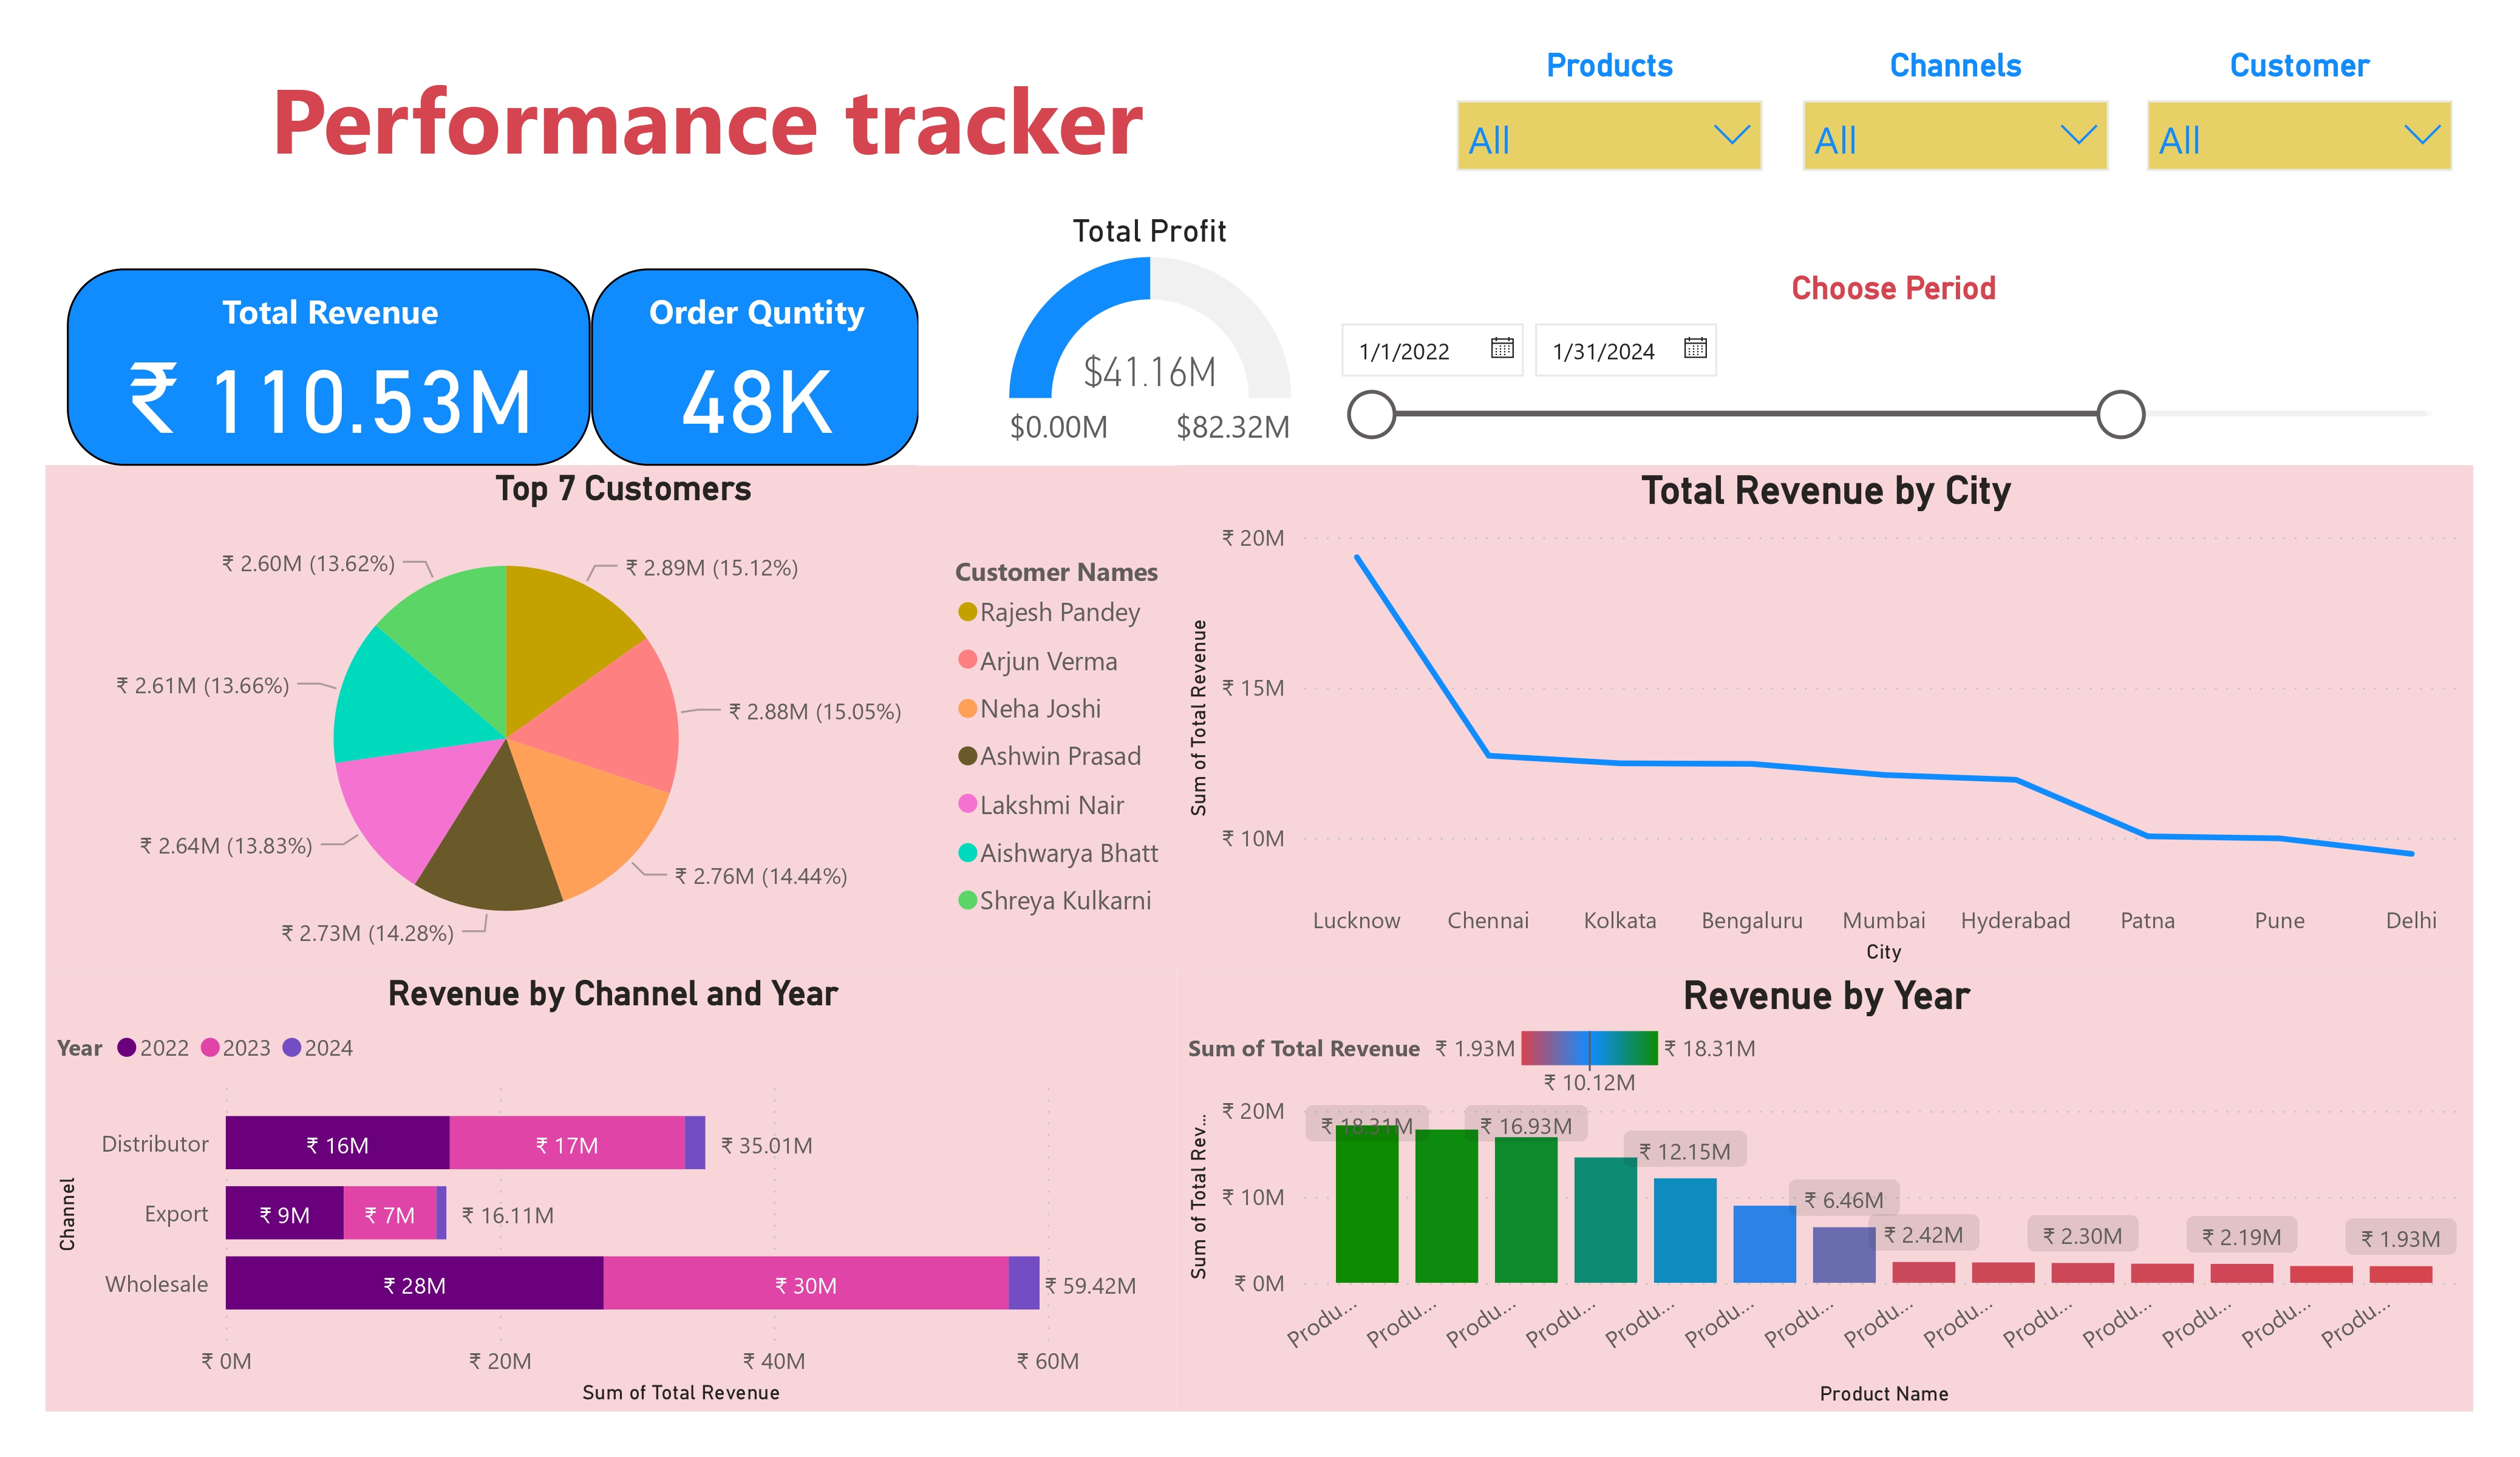 Performance tracker
Products
Channels
Customer
All
All
All
Total Revenue
₹ 110.53M
Order Quntity
48K
Total Profit
$41.16M
$0.00M
$82.32M
Choose Period
1/1/2022
1/31/2024
Top 7 Customers
₹ 2.60M (13.62%)
₹ 2.89M (15.12%)
₹ 2.61M (13.66%)
₹ 2.88M (15.05%)
₹ 2.64M (13.83%)
₹ 2.76M (14.44%)
₹ 2.73M (14.28%)
Customer Names
Rajesh Pandey
Arjun Verma
Neha Joshi
Ashwin Prasad
Lakshmi Nair
Aishwarya Bhatt
Shreya Kulkarni
Total Revenue by City
Sum of Total Revenue
₹ 20M
₹ 15M
₹ 10M
Lucknow
Chennai
Kolkata
Bengaluru
Mumbai
Hyderabad
Patna
Pune
Delhi
City
Revenue by Channel and Year
Year
2022
2023
2024
Channel
Distributor
₹ 16M
₹ 17M
₹ 35.01M
Export
₹ 9M
₹ 7M
₹ 16.11M
Wholesale
₹ 28M
₹ 30M
₹ 59.42M
₹ 0M
₹ 20M
₹ 40M
₹ 60M
Sum of Total Revenue
Revenue by Year
Sum of Total Revenue
₹ 1.93M
₹ 18.31M
₹ 10.12M
Sum of Total Rev...
₹ 20M
₹ 10M
₹ 0M
₹ 18.31M
₹ 16.93M
₹ 12.15M
₹ 6.46M
₹ 2.42M
₹ 2.30M
₹ 2.19M
₹ 1.93M
Produ...
Produ...
Produ...
Produ...
Produ...
Produ...
Produ...
Produ...
Produ...
Produ...
Produ...
Produ...
Produ...
Produ...
Product Name